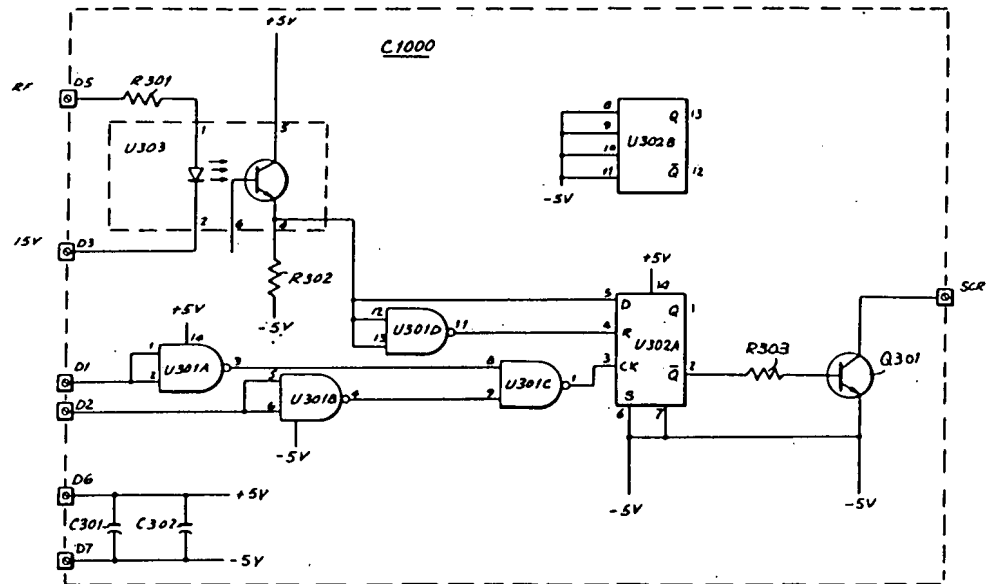 +5V
C1000
RF
D5
R301
1
5
U303
2
6
4
15V
D3
R302
-5V
8
9
10
11
Q
13
U302B
Q̅
12
-5V
+5V
14
5
D
Q
1
12
13
U301D
11
4
R
U302A
3
CK
Q̅
2
S
6
7
R303
Q301
SCR
+5V
14
D1
1
2
U301A
3
8
9
U301C
1
D2
5
6
U301B
4
-5V
-5V
-5V
D6
+5V
C301
C302
D7
-5V